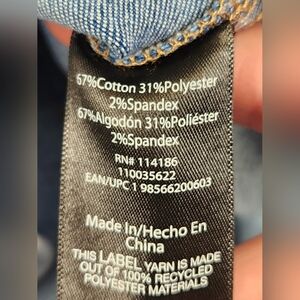 67%Cotton 31%Polyester
2%Spandex
67%Algodón 31%Poliéster
2%Spandex
RN# 114186
110035622
EAN/UPC 1 98566200603
Made In/Hecho En
China
THIS LABEL YARN IS MADE
OUT OF 100% RECYCLED
POLYESTER MATERIALS